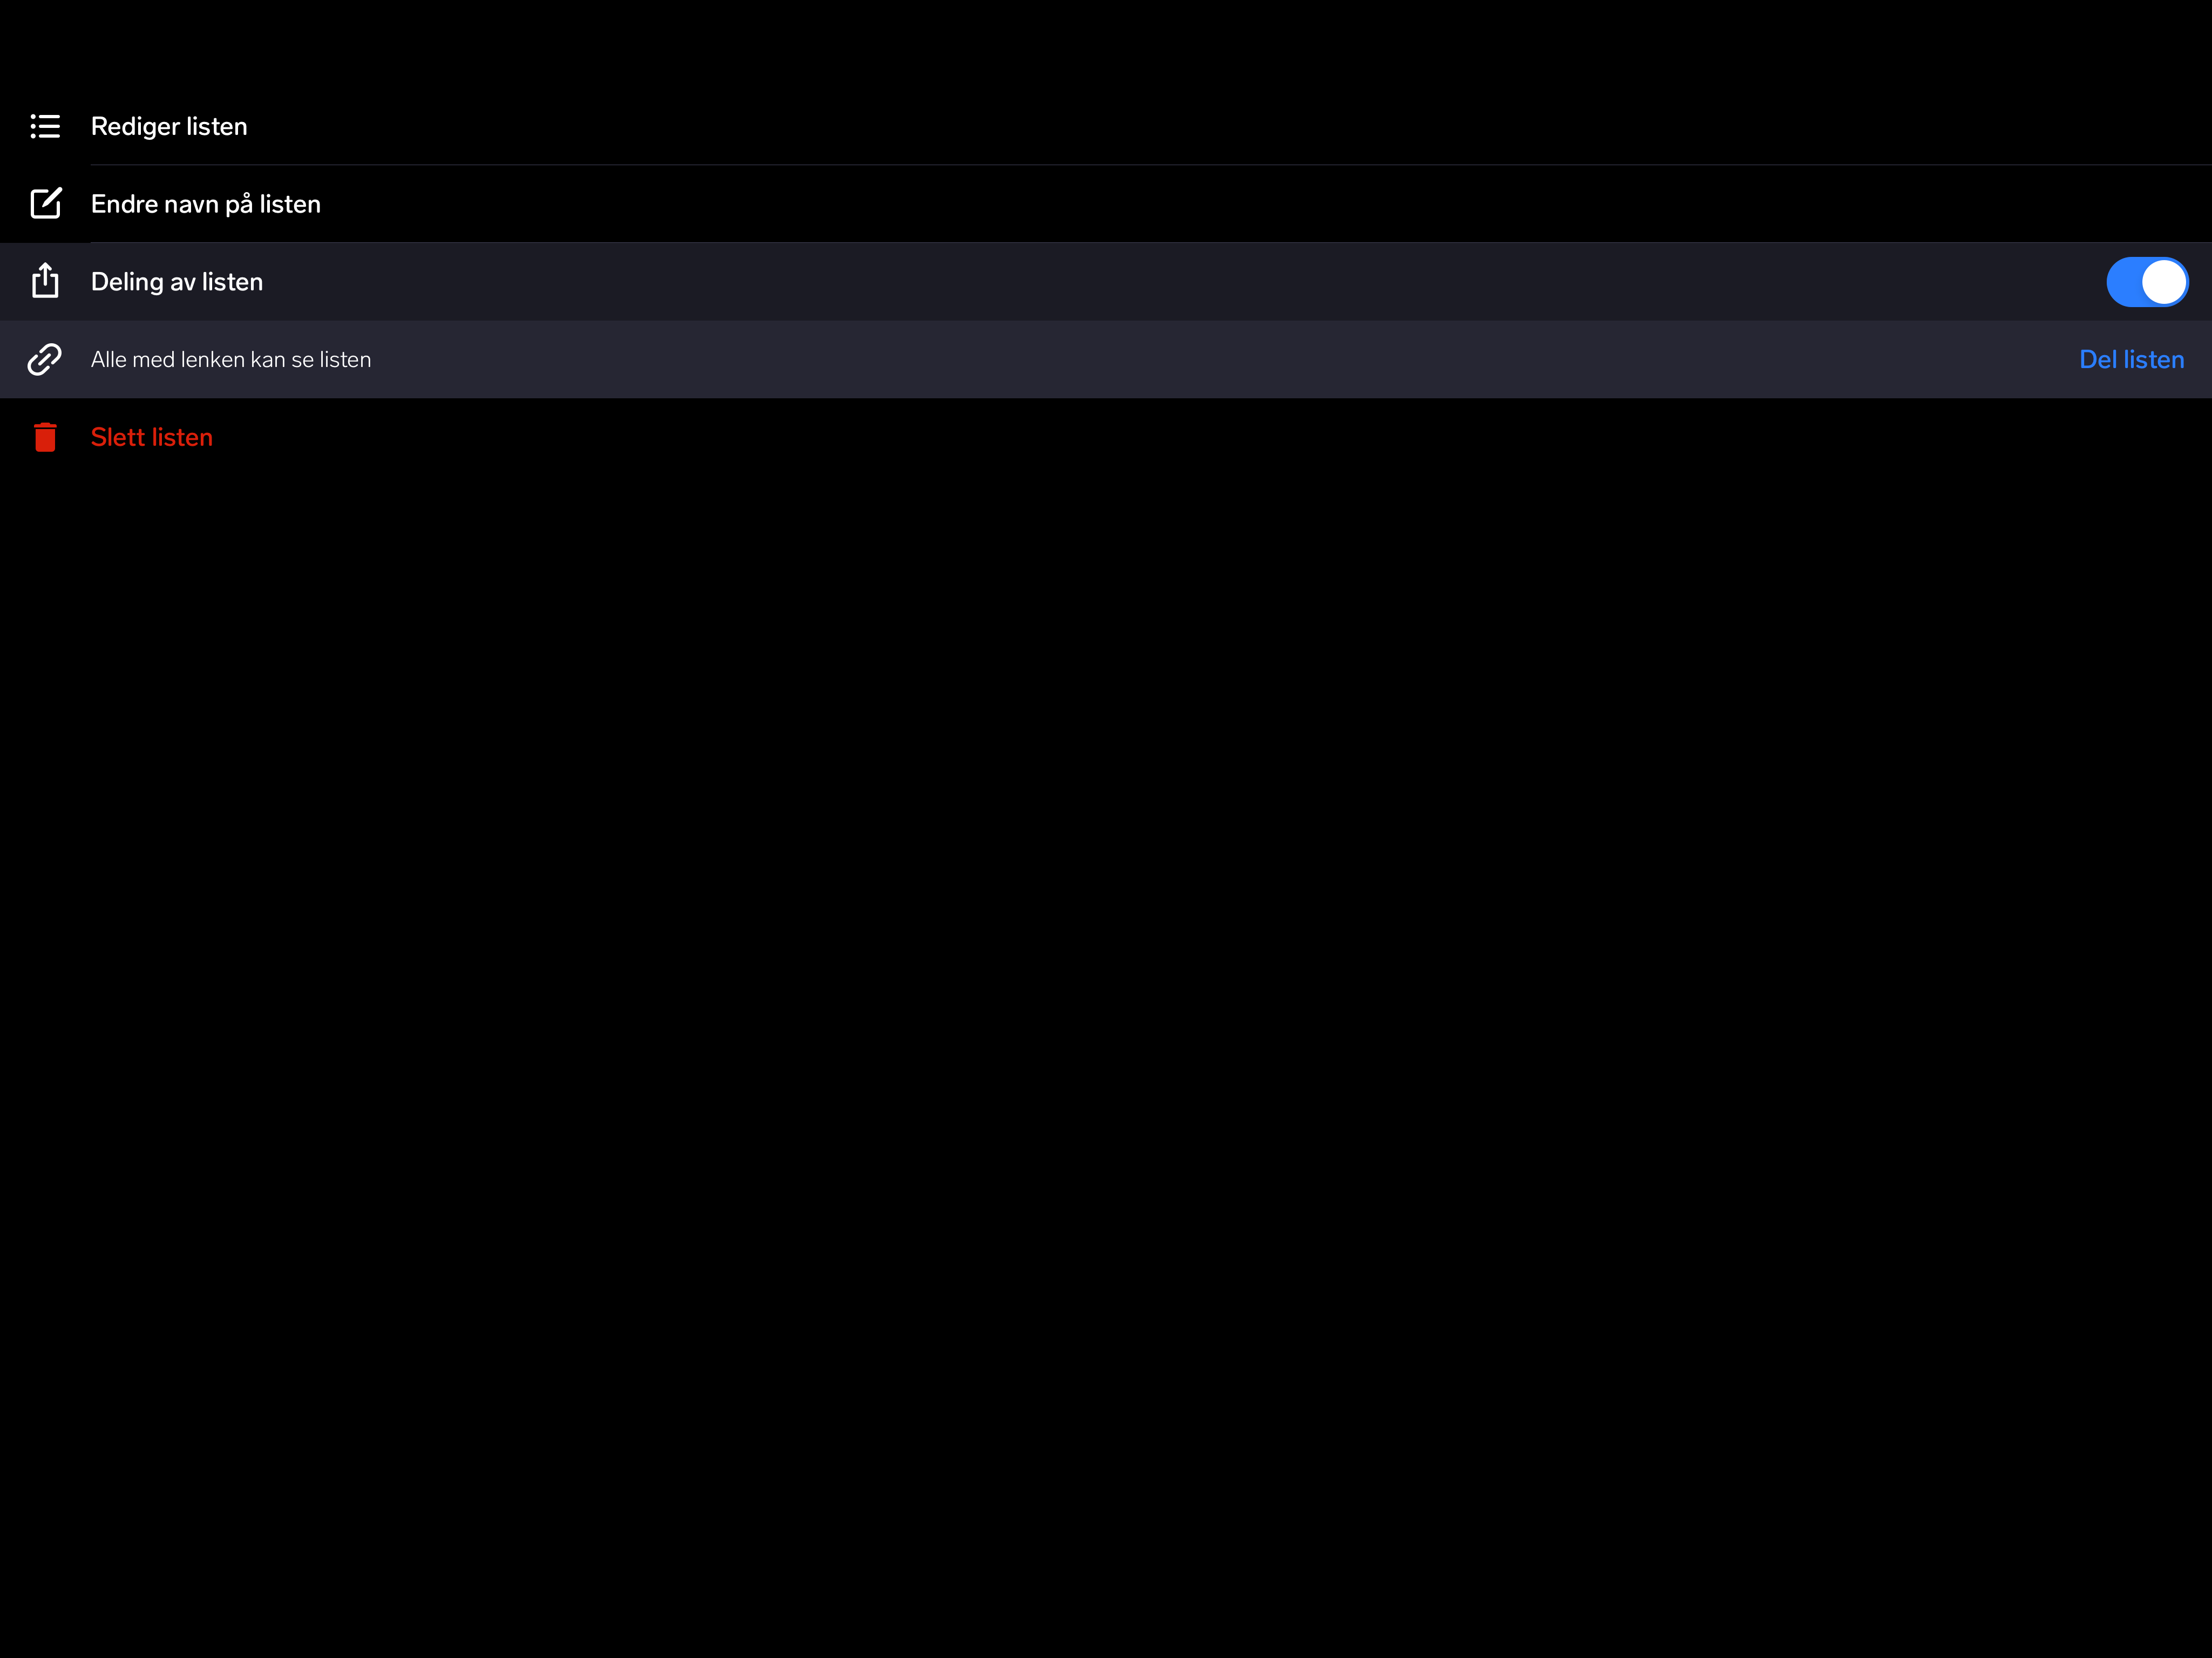 Rediger listen
Endre navn på listen
Deling av listen
Alle med lenken kan se listen
Del listen
Slett listen